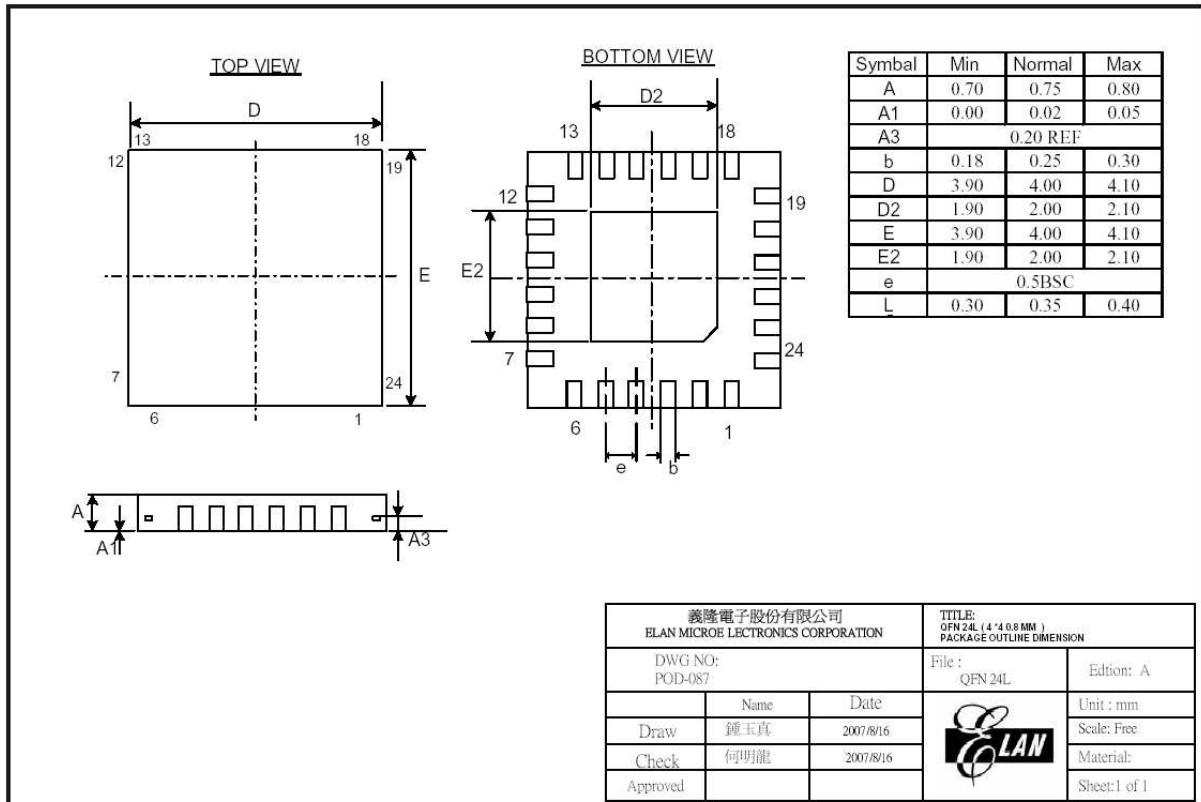 TOP VIEW
D
13 18
12 19
E
7 24
6 1
BOTTOM VIEW
D2
13 18
12 19
E2
7 24
6 1
e b
A
A1 A3
Symbal Min Normal Max
A 0.70 0.75 0.80
A1 0.00 0.02 0.05
A3 0.20 REF
b 0.18 0.25 0.30
D 3.90 4.00 4.10
D2 1.90 2.00 2.10
E 3.90 4.00 4.10
E2 1.90 2.00 2.10
e 0.5BSC
L 0.30 0.35 0.40
義隆電子股份有限公司
ELAN MICROE LECTRONICS CORPORATION
TITLE:
QFN 24L ( 4 *4 0.8 MM )
PACKAGE OUTLINE DIMENSION
DWG NO:
POD-087
File :
QFN 24L
Edtion: A
Name Date
Draw 鍾玉真 2007/8/16
Check 何明龍 2007/8/16
Approved
ELAN
Unit : mm
Scale: Free
Material:
Sheet:1 of 1